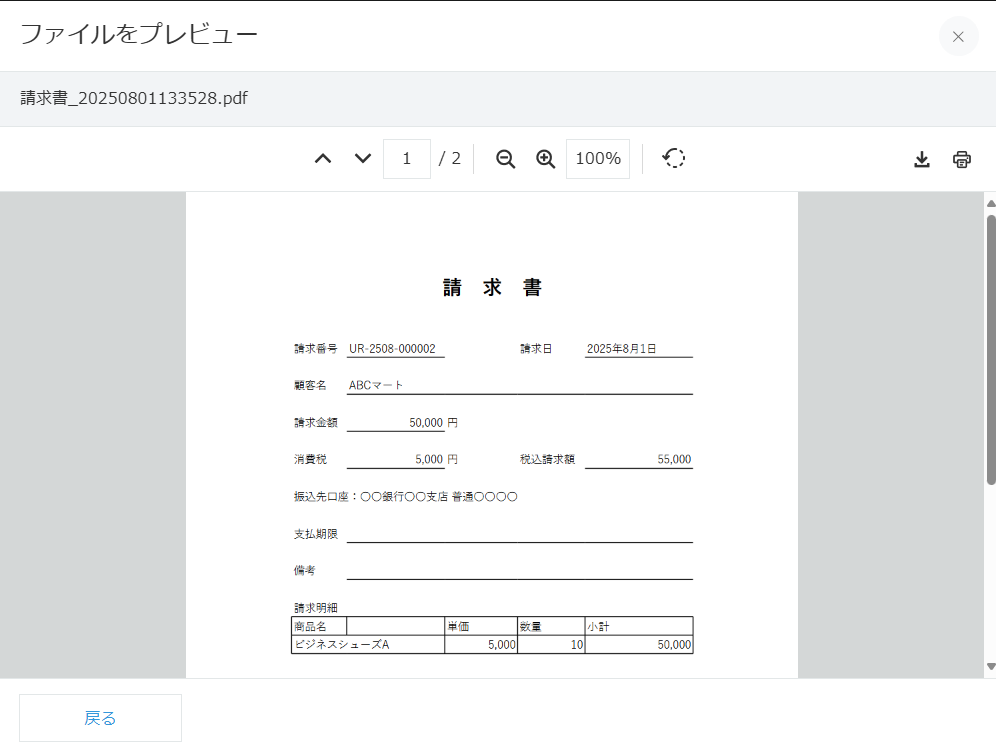 ファイルをプレビュー
請求書_20250801133528.pdf
1 / 2 100%
請 求 書
請求番号 UR-2508-000002 請求日 2025年8月1日
顧客名 ABCマート
請求金額 50,000 円
消費税 5,000 円 税込請求額 55,000
振込先口座：〇〇銀行〇〇支店 普通〇〇〇〇
支払期限
備考
請求明細
商品名 単価 数量 小計
ビジネスシューズA 5,000 10 50,000
戻る